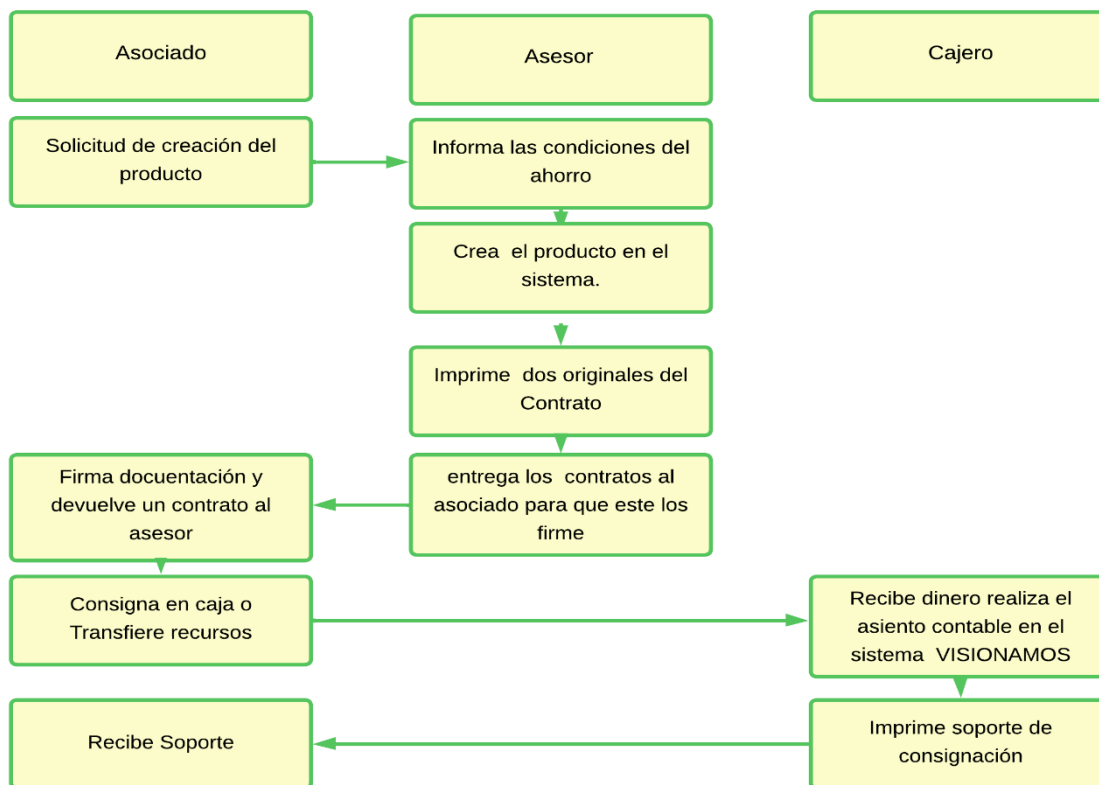 Asociado
Asesor
Cajero
Solicitud de creación del
producto
Informa las condiciones del
ahorro
Crea  el producto en el
sistema.
Imprime  dos originales del
Contrato
entrega los  contratos al
asociado para que este los
firme
Firma docuentación y
devuelve un contrato al
asesor
Consigna en caja o
Transfiere recursos
Recibe dinero realiza el
asiento contable en el
sistema  VISIONAMOS
Imprime soporte de
consignación
Recibe Soporte